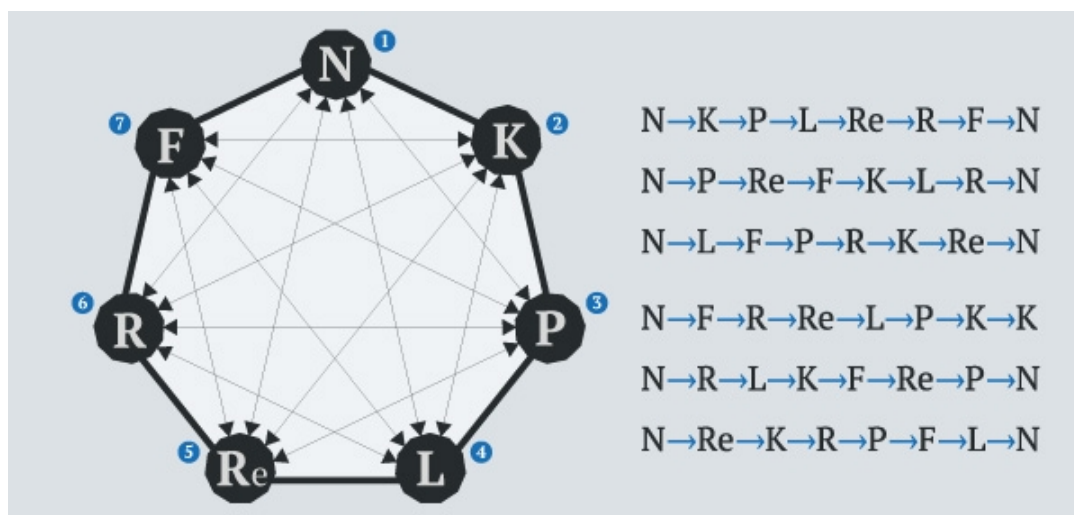 N 1
K 2
P 3
L 4
Re 5
R 6
F 7
N→K→P→L→Re→R→F→N
N→P→Re→F→K→L→R→N
N→L→F→P→R→K→Re→N
N→F→R→Re→L→P→K→K
N→R→L→K→F→Re→P→N
N→Re→K→R→P→F→L→N